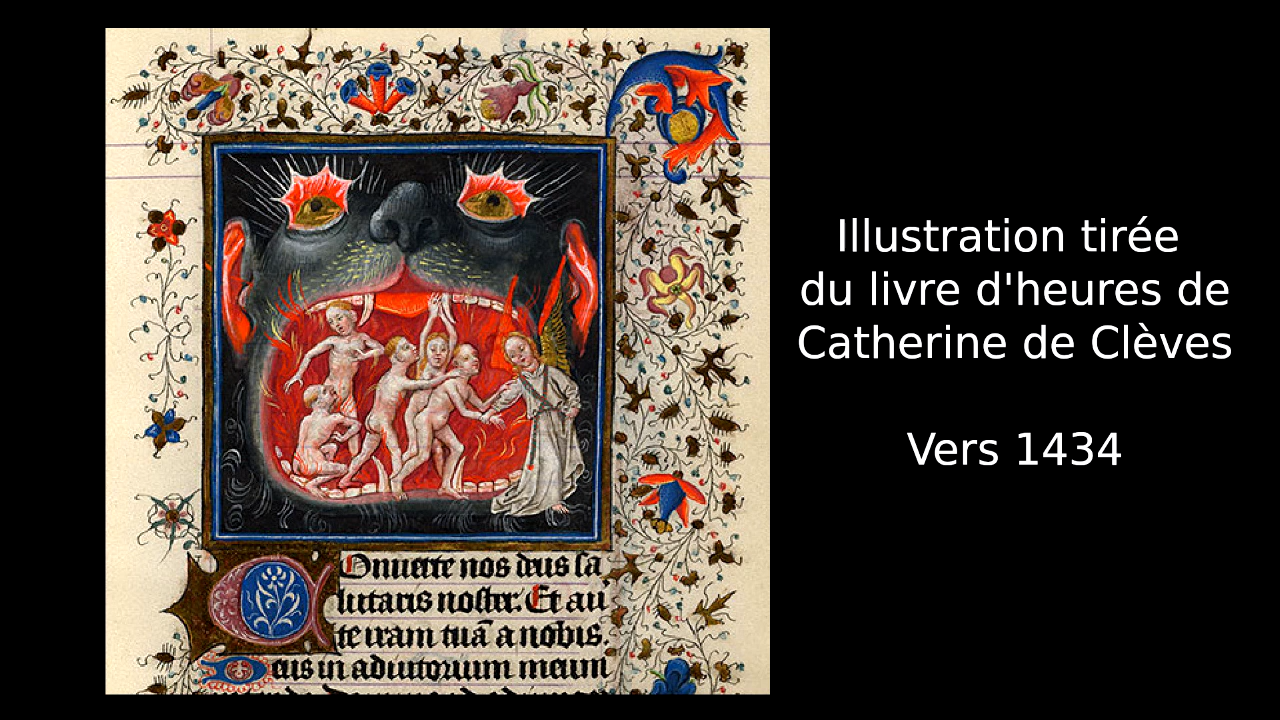 Onuerte nos deus sa
lutaris noster. Et au
te iram tuā a nobis.
Deus in adiutorium meum
Illustration tirée
du livre d'heures de
Catherine de Clèves
Vers 1434